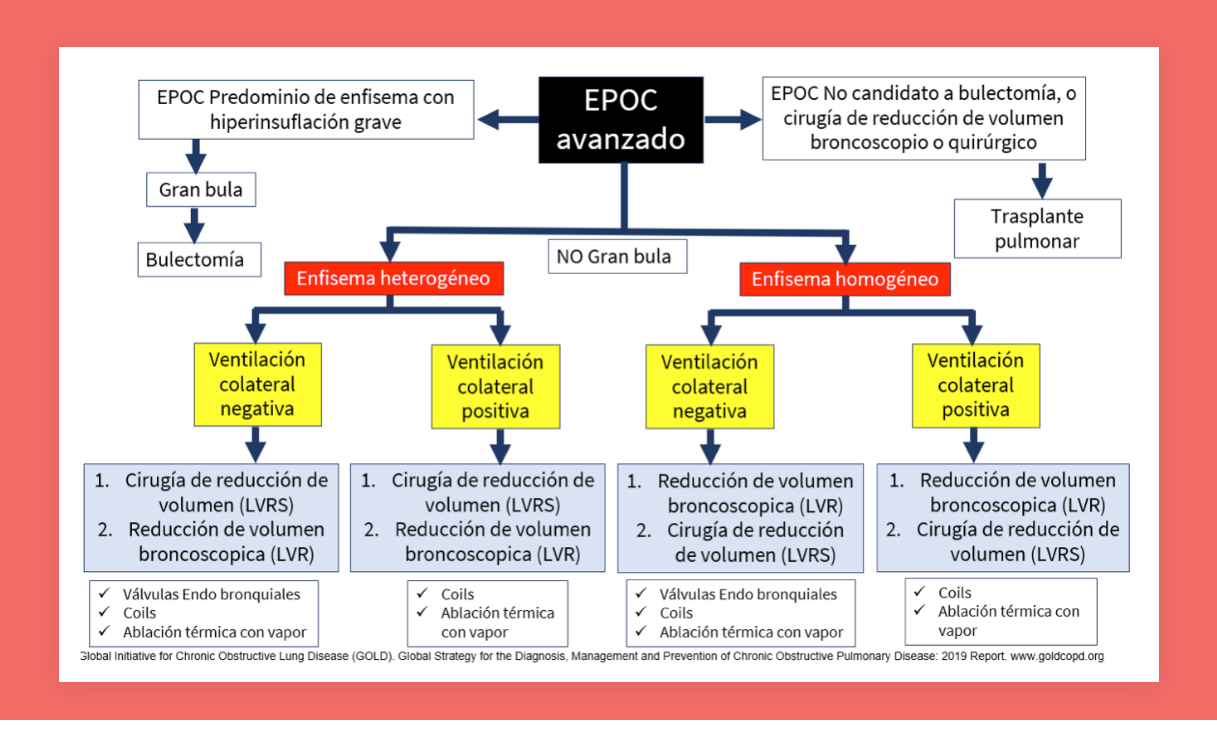 EPOC
avanzado
EPOC Predominio de enfisema con
hiperinsuflación grave
Gran bula
Bulectomía
EPOC No candidato a bulectomía, o
cirugía de reducción de volumen
broncoscopio o quirúrgico
Trasplante
pulmonar
NO Gran bula
Enfisema heterogéneo
Enfisema homogéneo
Ventilación
colateral
negativa
Ventilación
colateral
positiva
Ventilación
colateral
negativa
Ventilación
colateral
positiva
1. Cirugía de reducción de
volumen (LVRS)
2. Reducción de volumen
broncoscopica (LVR)
1. Cirugía de reducción de
volumen (LVRS)
2. Reducción de volumen
broncoscopica (LVR)
1. Reducción de volumen
broncoscopica (LVR)
2. Cirugía de reducción
de volumen (LVRS)
1. Reducción de volumen
broncoscopica (LVR)
2. Cirugía de reducción de
volumen (LVRS)
✓ Válvulas Endo bronquiales
✓ Coils
✓ Ablación térmica con vapor
✓ Coils
✓ Ablación térmica
con vapor
✓ Válvulas Endo bronquiales
✓ Coils
✓ Ablación térmica con vapor
✓ Coils
✓ Ablación térmica con
vapor
Global Initiative for Chronic Obstructive Lung Disease (GOLD). Global Strategy for the Diagnosis, Management and Prevention of Chronic Obstructive Pulmonary Disease: 2019 Report. www.goldcopd.org